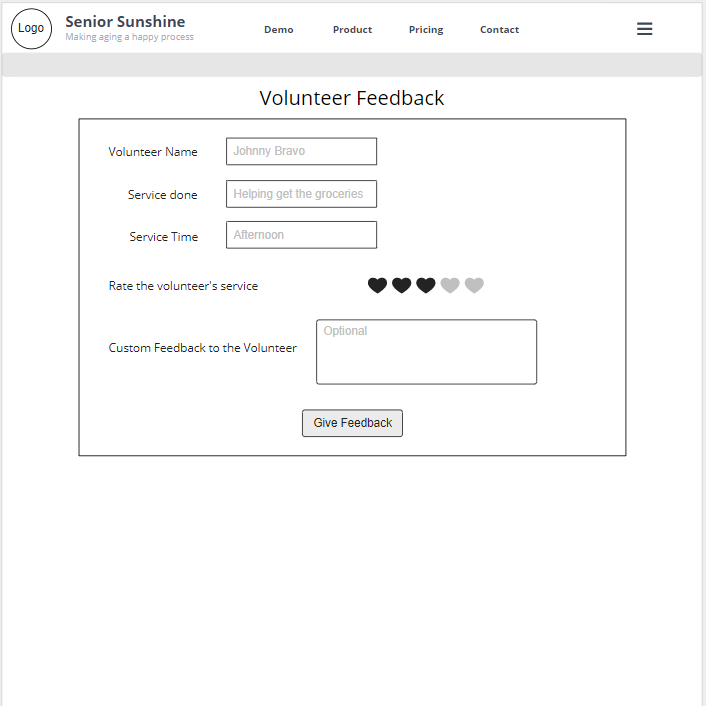 Logo
Senior Sunshine
Making aging a happy process
Demo Product Pricing Contact
Volunteer Feedback
Volunteer Name Johnny Bravo
Service done Helping get the groceries
Service Time Afternoon
Rate the volunteer's service
Custom Feedback to the Volunteer Optional
Give Feedback